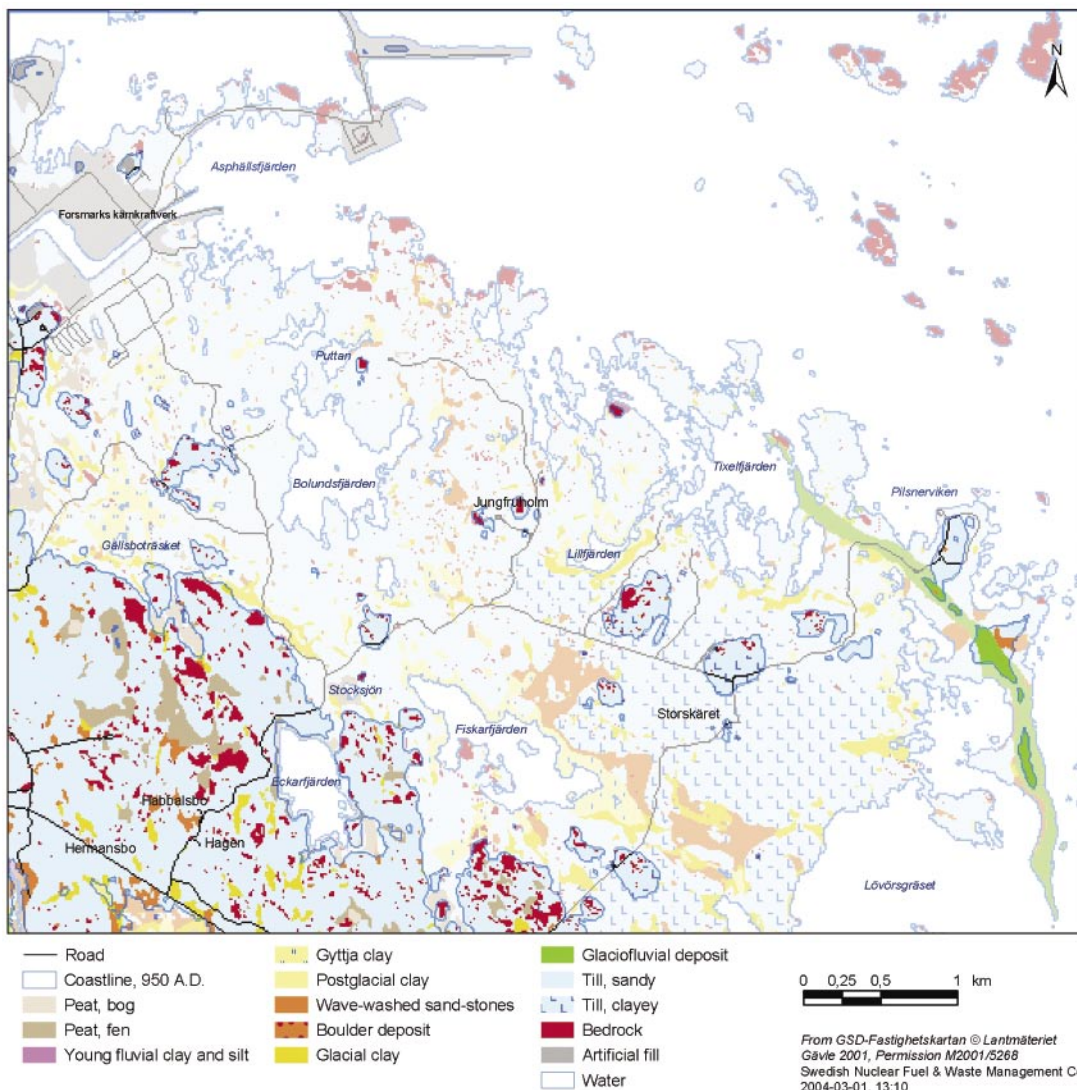 N
Asphällsfjärden
Forsmarks kärnkraftverk
Puttan
Tixelfjärden
Bolundsfjärden
Pilsnerviken
Jungfruholm
Gällsboträsket
Lillfjärden
Stocksjön
Storskäret
Fiskarfjärden
Eckarfjärden
Habbalsbo
Hermansbo
Hagen
Lövörsgräset
Road
Coastline, 950 A.D.
Peat, bog
Peat, fen
Young fluvial clay and silt
Gyttja clay
Postglacial clay
Wave-washed sand-stones
Boulder deposit
Glacial clay
Glaciofluvial deposit
Till, sandy
Till, clayey
Bedrock
Artificial fill
Water
0 0,25 0,5 1 km
From GSD-Fastighetskartan © Lantmäteriet
Gävle 2001, Permission M2001/5268
Swedish Nuclear Fuel & Waste Management Co
2004-03-01, 13:10